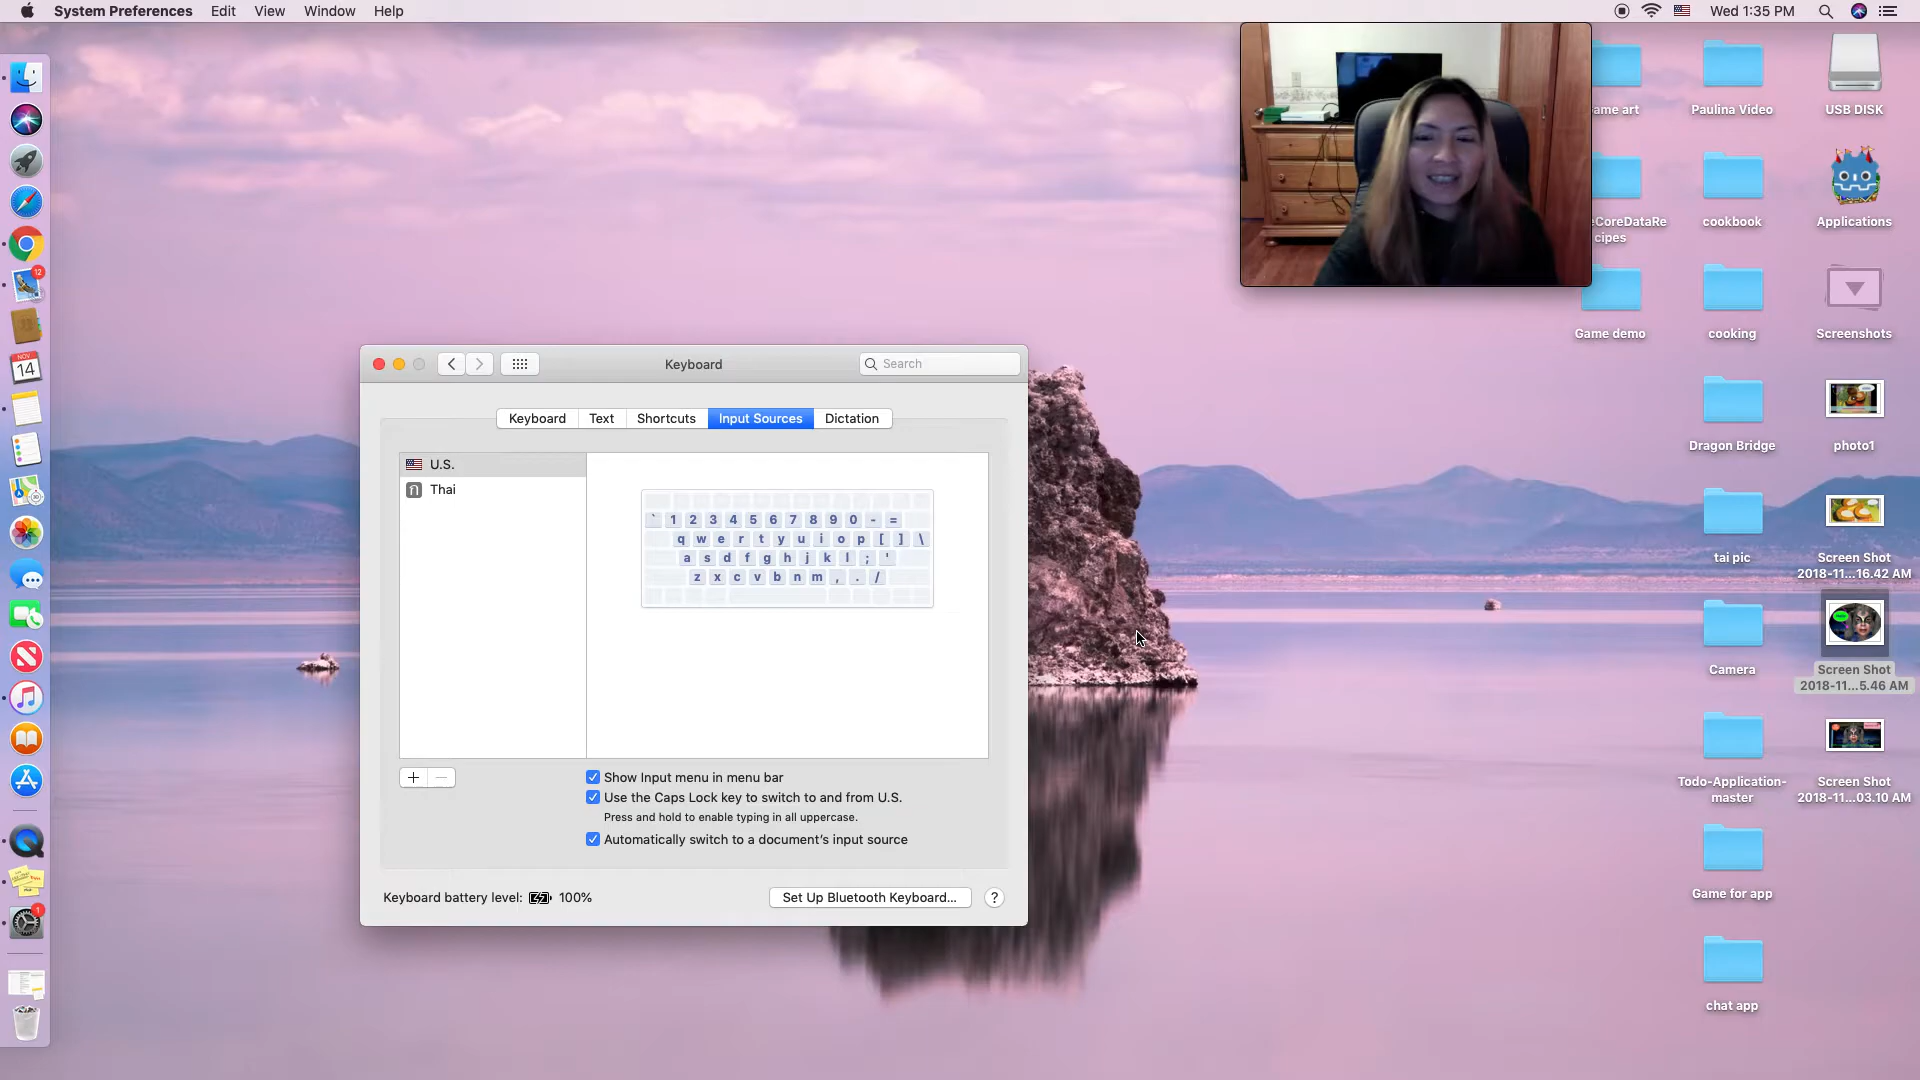 System Preferences Edit View Window Help
Wed 1:35 PM
ame art
Paulina Video
USB DISK
eCoreDataRe
cipes
cookbook
Applications
Game demo
cooking
Screenshots
Dragon Bridge
photo1
tai pic
Screen Shot
2018-11...16.42 AM
Camera
Screen Shot
2018-11...5.46 AM
Todo-Application-
master
Screen Shot
2018-11...03.10 AM
Game for app
chat app
12
NOV
14
1
Keyboard
Search
Keyboard Text Shortcuts Input Sources Dictation
U.S.
ก Thai
` 1 2 3 4 5 6 7 8 9 0 - =
q w e r t y u i o p [ ] \
a s d f g h j k l ; '
z x c v b n m , . /
+ −
Show Input menu in menu bar
Use the Caps Lock key to switch to and from U.S.
Press and hold to enable typing in all uppercase.
Automatically switch to a document’s input source
Keyboard battery level: 100%
Set Up Bluetooth Keyboard...
?